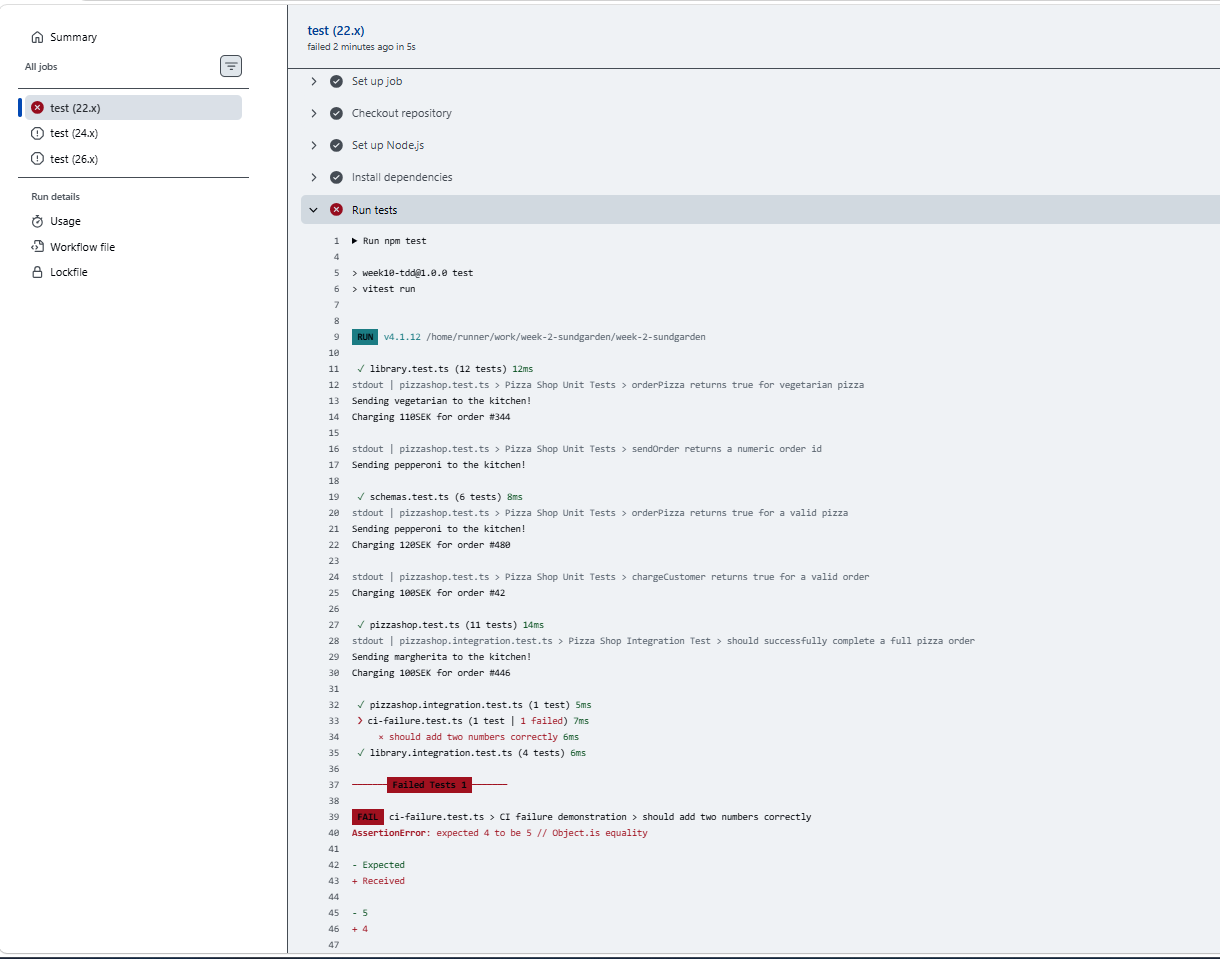 Summary
All jobs
test (22.x)
test (24.x)
test (26.x)
Run details
Usage
Workflow file
Lockfile
test (22.x)
failed 2 minutes ago in 5s
Set up job
Checkout repository
Set up Node.js
Install dependencies
Run tests
1 ▶ Run npm test
4
5 > week10-tdd@1.0.0 test
6 > vitest run
7
8
9 RUN v4.1.12 /home/runner/work/week-2-sundgarden/week-2-sundgarden
10
11 ✓ library.test.ts (12 tests) 12ms
12 stdout | pizzashop.test.ts > Pizza Shop Unit Tests > orderPizza returns true for vegetarian pizza
13 Sending vegetarian to the kitchen!
14 Charging 110SEK for order #344
15
16 stdout | pizzashop.test.ts > Pizza Shop Unit Tests > sendOrder returns a numeric order id
17 Sending pepperoni to the kitchen!
18
19 ✓ schemas.test.ts (6 tests) 8ms
20 stdout | pizzashop.test.ts > Pizza Shop Unit Tests > orderPizza returns true for a valid pizza
21 Sending pepperoni to the kitchen!
22 Charging 120SEK for order #480
23
24 stdout | pizzashop.test.ts > Pizza Shop Unit Tests > chargeCustomer returns true for a valid order
25 Charging 100SEK for order #42
26
27 ✓ pizzashop.test.ts (11 tests) 14ms
28 stdout | pizzashop.integration.test.ts > Pizza Shop Integration Test > should successfully complete a full pizza order
29 Sending margherita to the kitchen!
30 Charging 100SEK for order #446
31
32 ✓ pizzashop.integration.test.ts (1 test) 5ms
33 ❯ ci-failure.test.ts (1 test | 1 failed) 7ms
34 × should add two numbers correctly 6ms
35 ✓ library.integration.test.ts (4 tests) 6ms
36
37 Failed Tests 1
38
39 FAIL ci-failure.test.ts > CI failure demonstration > should add two numbers correctly
40 AssertionError: expected 4 to be 5 // Object.is equality
41
42 - Expected
43 + Received
44
45 - 5
46 + 4
47